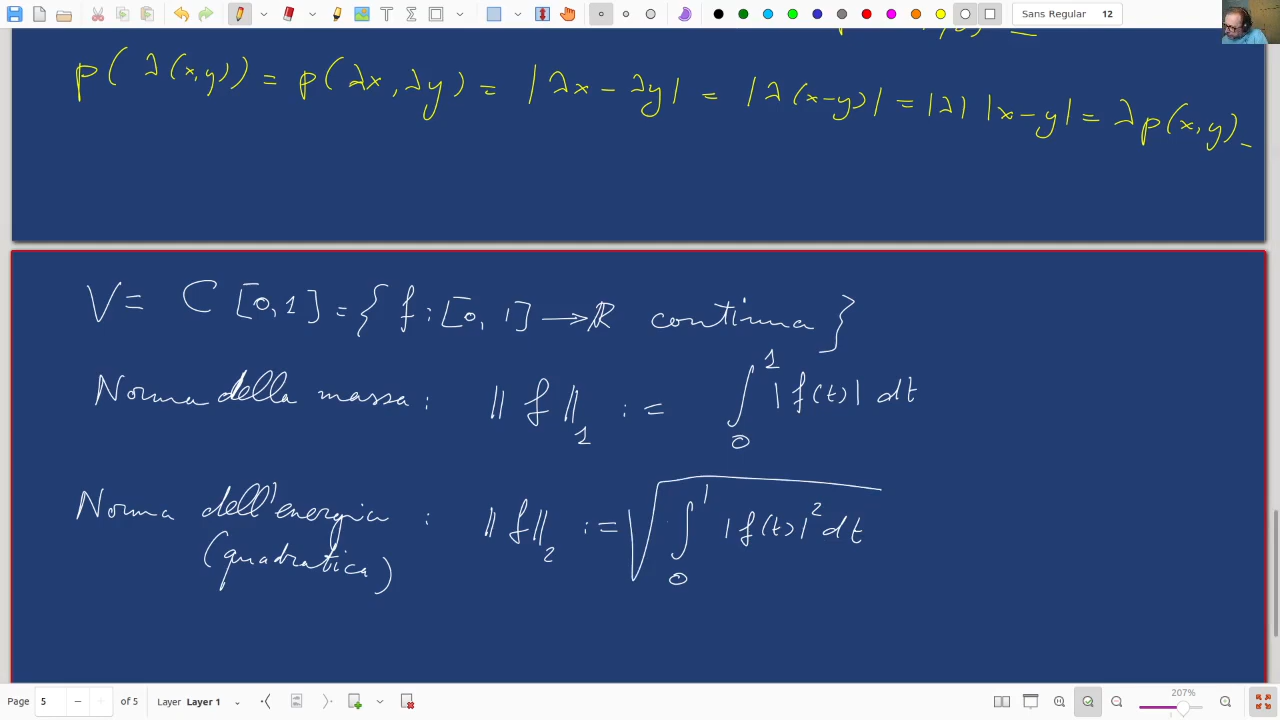 Sans Regular 12
p(λ(x,y)) = p(λx, λy) = |λx - λy| = |λ(x-y)| = |λ| |x-y| = λp(x,y) -
V = C [0,1] = { f : [0,1] → ℝ continua }
Norma della massa : ‖ f ‖₁ := ∫₀¹ |f(t)| dt
Norma dell'energia : ‖f‖₂ := √∫₀¹ |f(t)|² dt
(quadratica)
Page 5 of 5 Layer Layer 1 207%